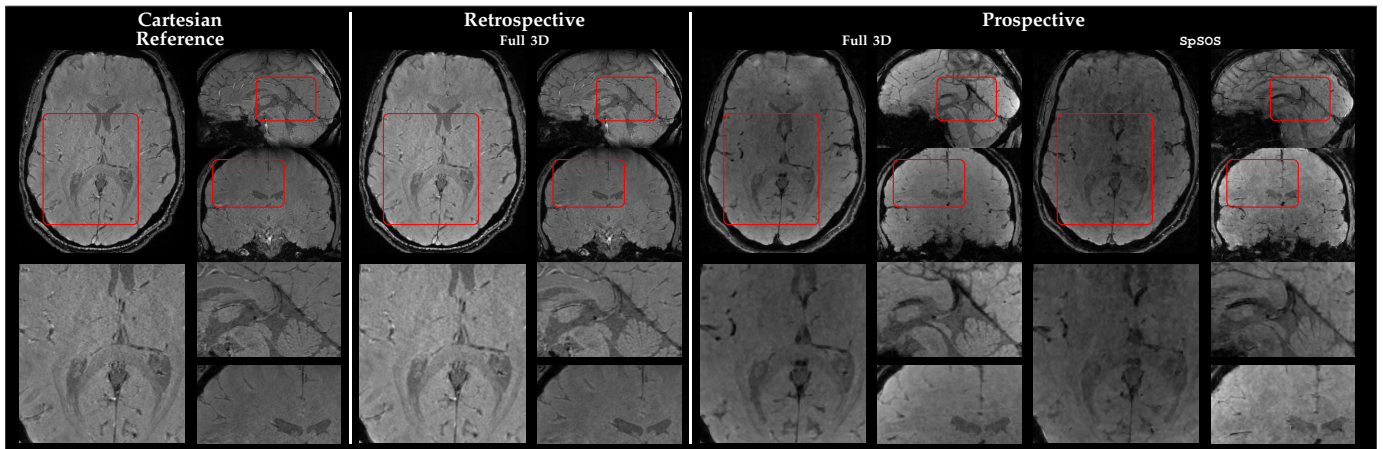 Cartesian
Reference
Retrospective
Full 3D
Prospective
Full 3D
SpSOS